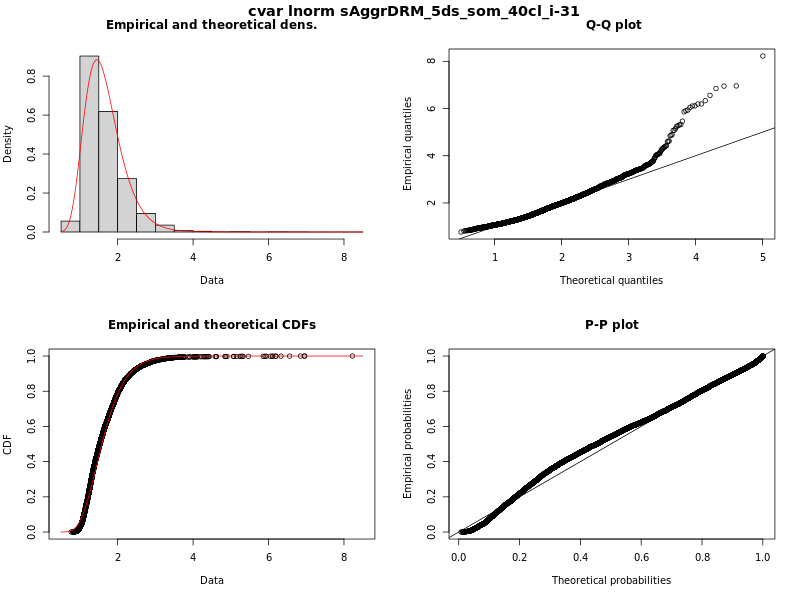 cvar lnorm sAggrDRM_5ds_som_40cl_i-31
Empirical and theoretical dens.
Density
0.0 0.2 0.4 0.6 0.8
2 4 6 8
Data
Q-Q plot
Empirical quantiles
2 4 6 8
1 2 3 4 5
Theoretical quantiles
Empirical and theoretical CDFs
CDF
0.0 0.2 0.4 0.6 0.8 1.0
2 4 6 8
Data
P-P plot
Empirical probabilities
0.0 0.2 0.4 0.6 0.8 1.0
0.0 0.2 0.4 0.6 0.8 1.0
Theoretical probabilities